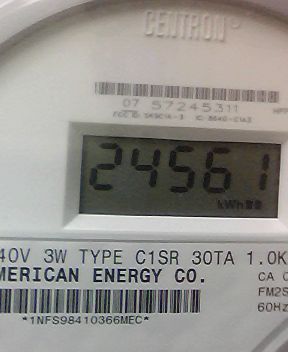 CENTRON®
07 57245311
24561
kWh
40V 3W TYPE C1SR 30TA 1.0K
MERICAN ENERGY CO.
CA
FM2S
60Hz
*1NFS98410366MEC*